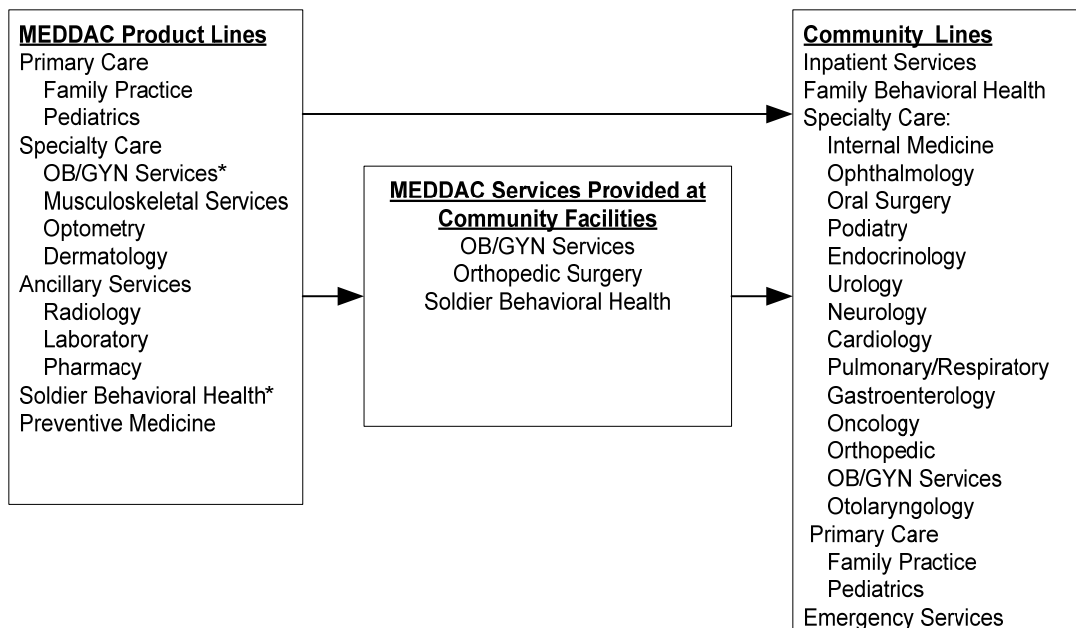 MEDDAC Product Lines
Primary Care
Family Practice
Pediatrics
Specialty Care
OB/GYN Services*
Musculoskeletal Services
Optometry
Dermatology
Ancillary Services
Radiology
Laboratory
Pharmacy
Soldier Behavioral Health*
Preventive Medicine
MEDDAC Services Provided at
Community Facilities
OB/GYN Services
Orthopedic Surgery
Soldier Behavioral Health
Community Lines
Inpatient Services
Family Behavioral Health
Specialty Care:
Internal Medicine
Ophthalmology
Oral Surgery
Podiatry
Endocrinology
Urology
Neurology
Cardiology
Pulmonary/Respiratory
Gastroenterology
Oncology
Orthopedic
OB/GYN Services
Otolaryngology
Primary Care
Family Practice
Pediatrics
Emergency Services